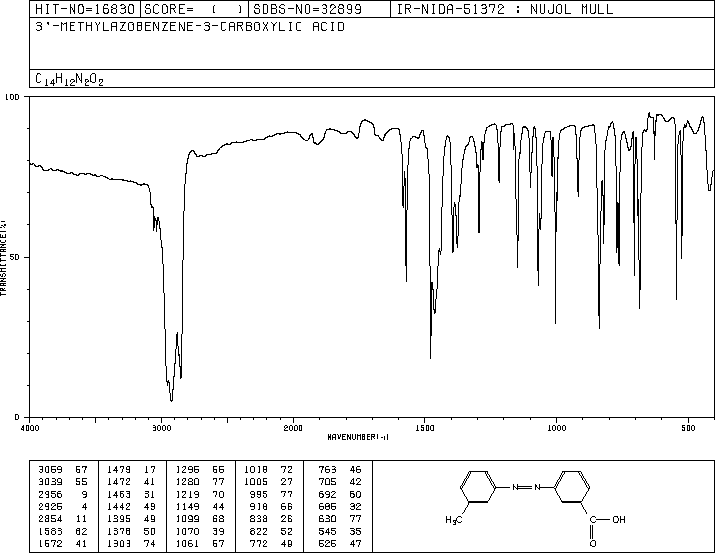 HIT-NO=16830 SCORE= ( ) SDBS-NO=32899 IR-NIDA-51372 : NUJOL MULL
3'-METHYLAZOBENZENE-3-CARBOXYLIC ACID
C14H12N2O2
100
50
0
TRANSMITTANCE(%)
4000 3000 2000 1500 1000 500
WAVENUMBER(-1)
3069 67 1479 17 1296 55 1018 72 763 46
3039 55 1472 41 1280 77 1005 27 705 42
2956 9 1463 31 1219 70 995 77 692 60
2925 4 1442 49 1149 44 918 66 686 32
2854 11 1395 49 1099 68 838 26 630 77
1583 62 1378 50 1070 39 822 52 545 35
1572 41 1303 74 1061 57 772 49 526 47
N N
H3C
C OH
O